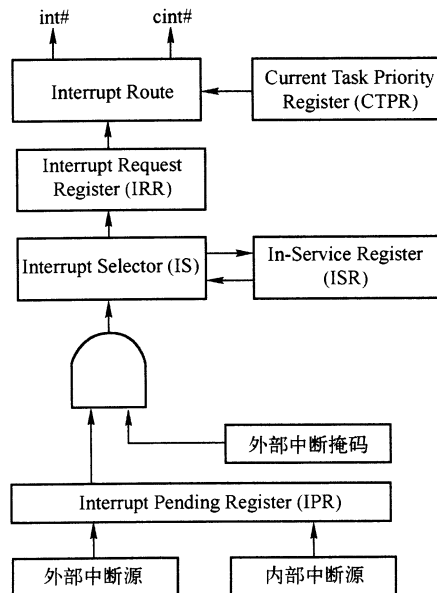 int#
cint#
Interrupt Route
Current Task Priority
Register (CTPR)
Interrupt Request
Register (IRR)
Interrupt Selector (IS)
In-Service Register
(ISR)
外部中断掩码
Interrupt Pending Register (IPR)
外部中断源
内部中断源